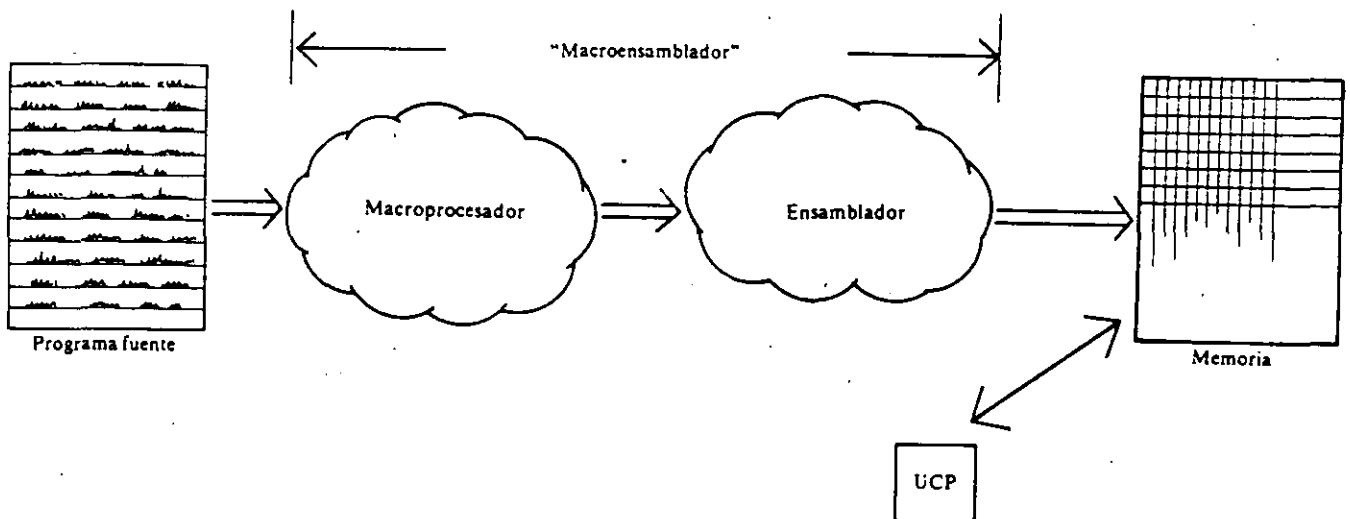 "Macroensamblador"
Macroprocesador
Ensamblador
Programa fuente
Memoria
UCP